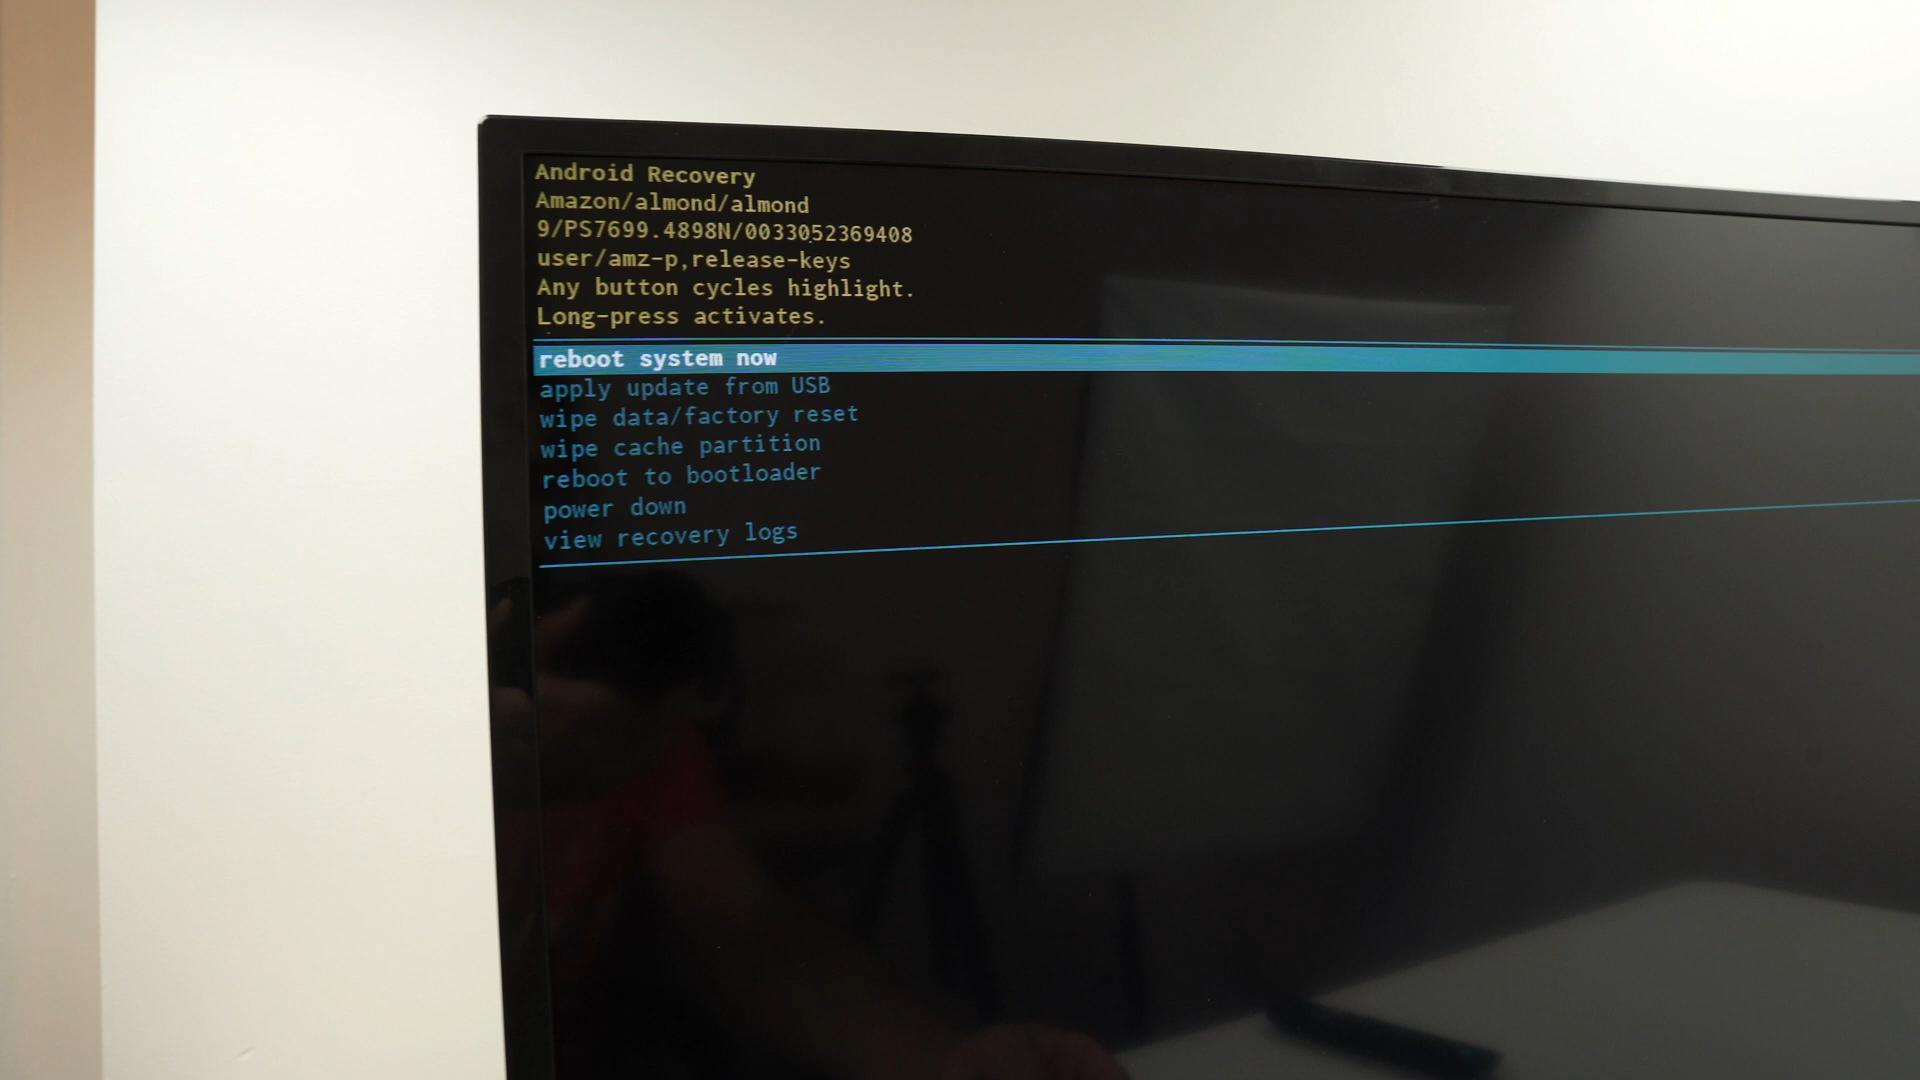 Android Recovery
Amazon/almond/almond
9/PS7699.4898N/0033052369408
user/amz-p,release-keys
Any button cycles highlight.
Long-press activates.
reboot system now
apply update from USB
wipe data/factory reset
wipe cache partition
reboot to bootloader
power down
view recovery logs